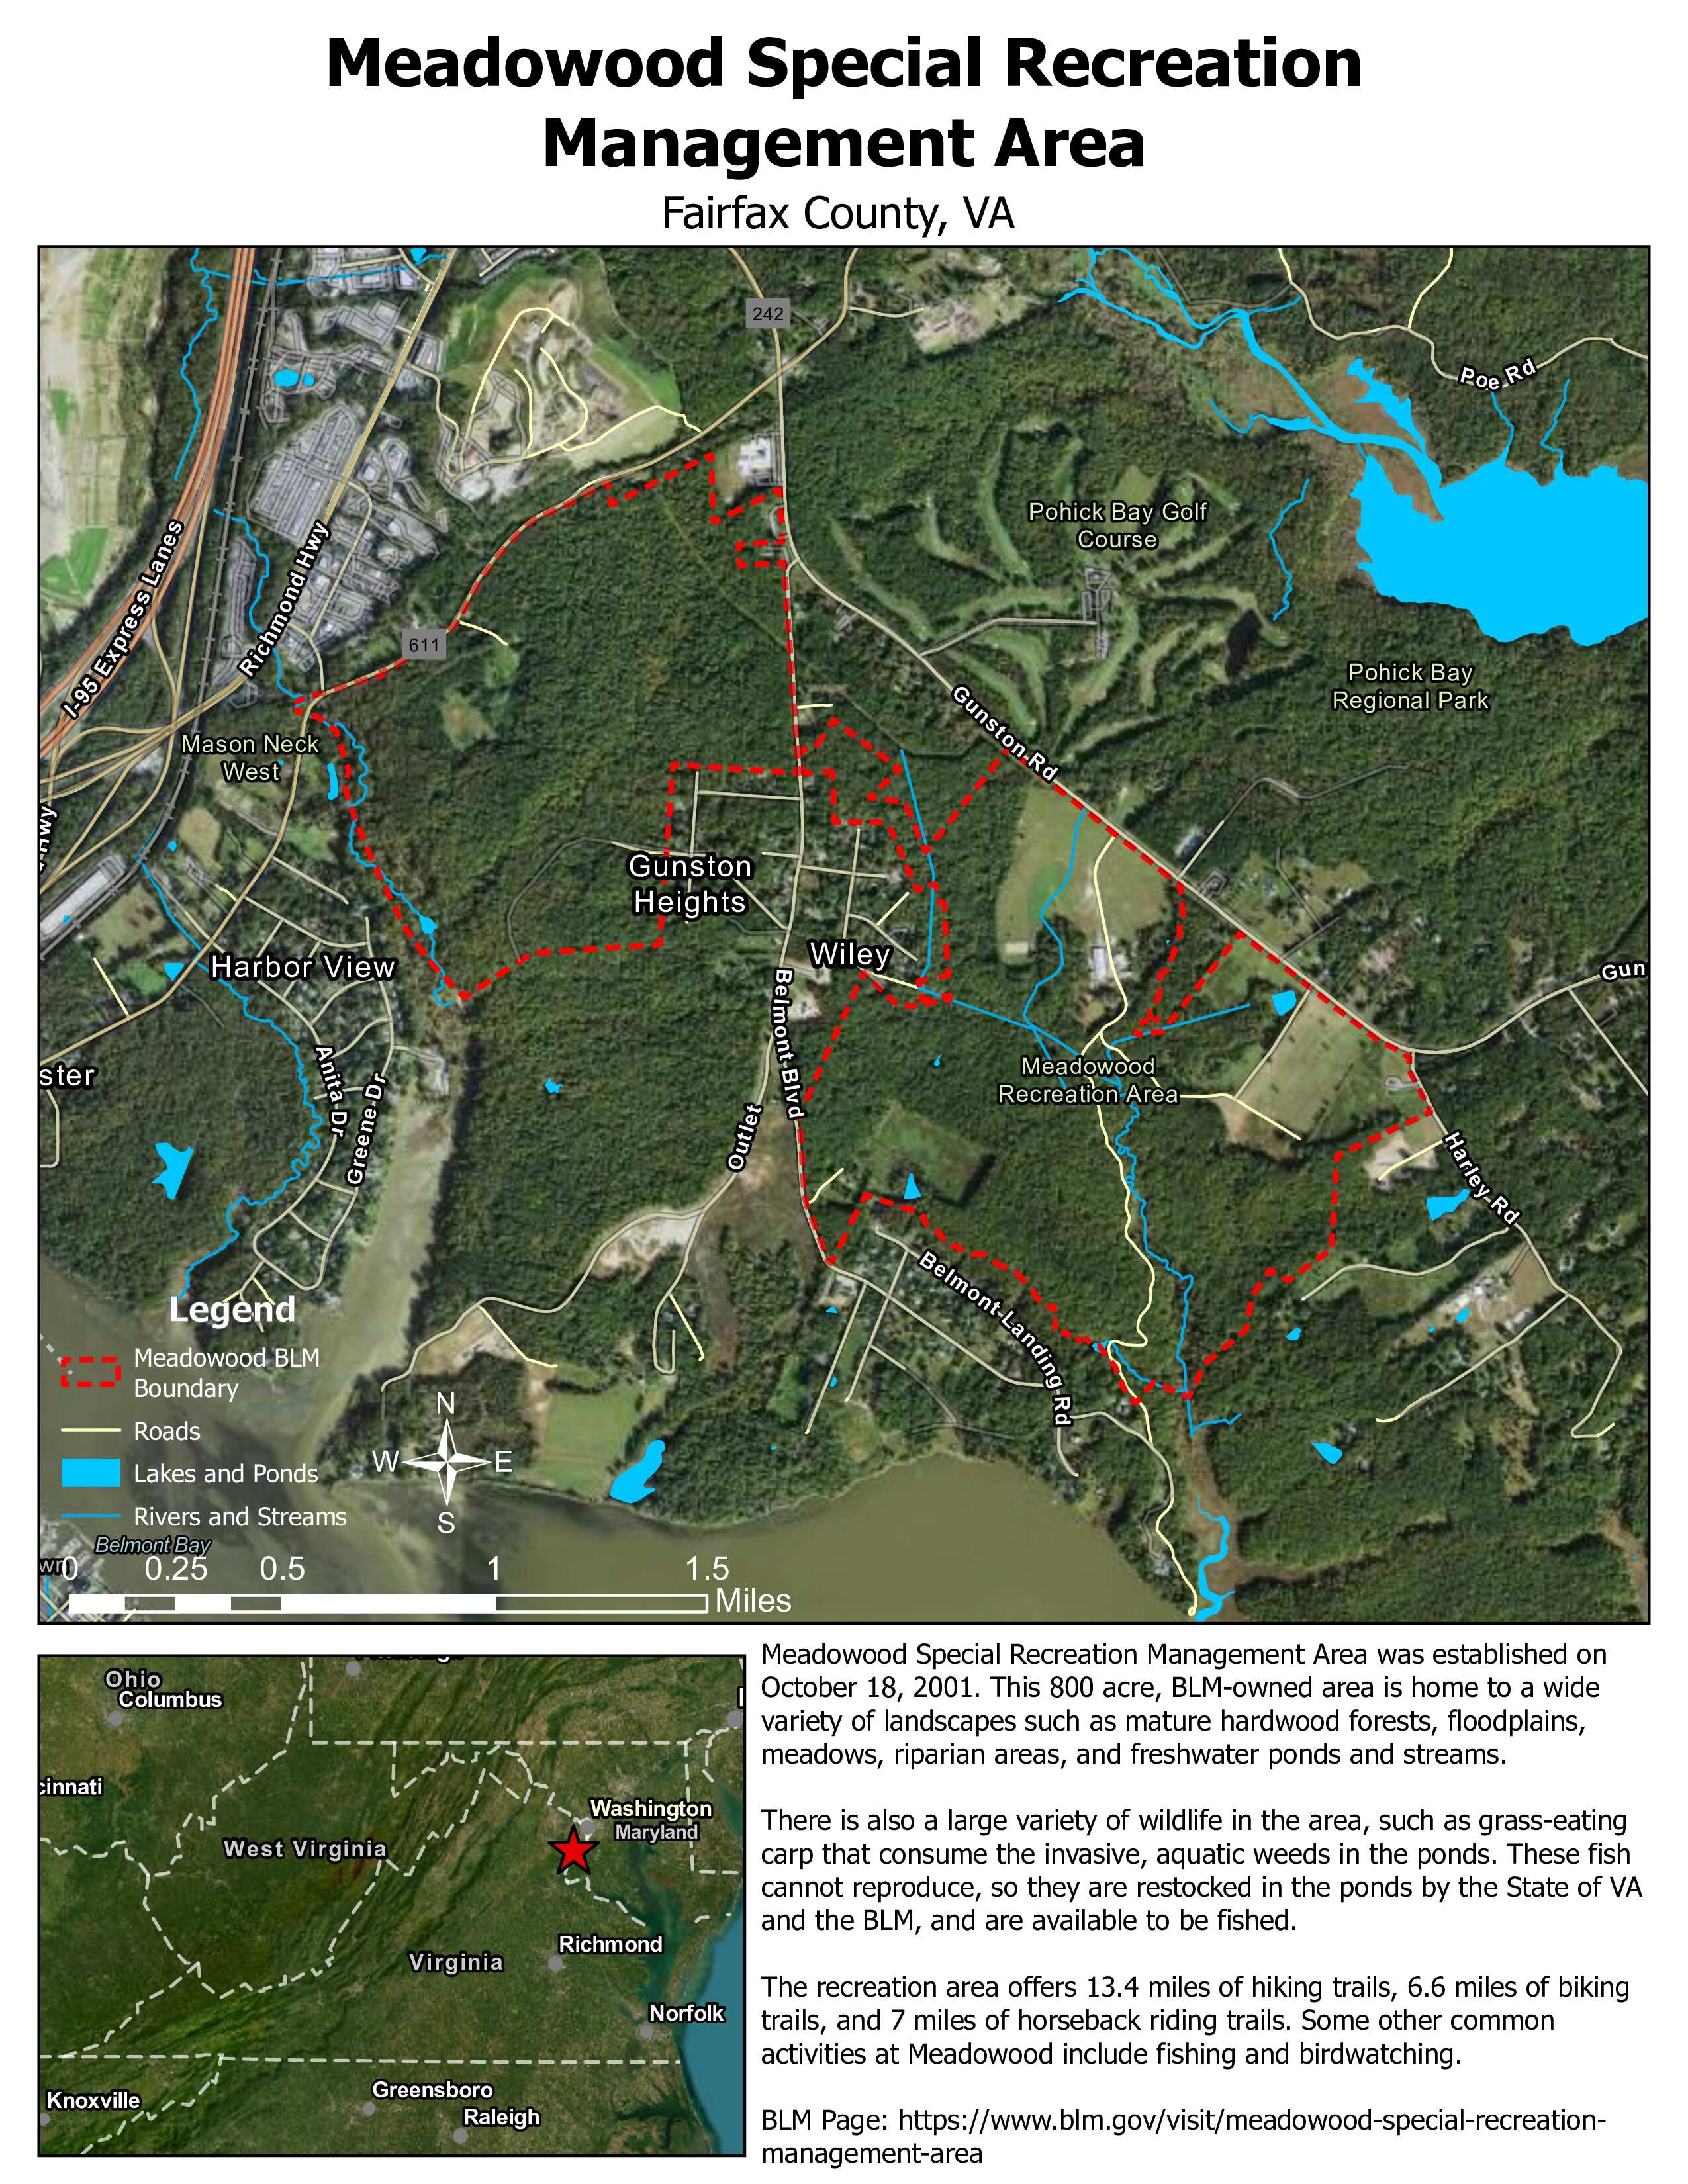 Meadowood Special Recreation
Management Area
Fairfax County, VA
242
Poe Rd
Pohick Bay Golf
Course
I-95 Express Lanes
Richmond Hwy
611
Pohick Bay
Regional Park
Gunston Rd
Mason Neck
West
Hwy
Gunston
Heights
Wiley
Harbor View
Gun
Belmont Blvd
ster
Anita Dr
Greene Dr
Meadowood
Recreation Area
Outlet
Harley Rd
Belmont Landing Rd
Legend
Meadowood BLM
Boundary
Roads
Lakes and Ponds
Rivers and Streams
N
W E
S
Belmont Bay
wn
0 0.25 0.5 1 1.5
Miles
Ohio
Columbus
cinnati
Washington
Maryland
West Virginia
Richmond
Virginia
Norfolk
Knoxville
Greensboro
Raleigh
Meadowood Special Recreation Management Area was established on
October 18, 2001. This 800 acre, BLM-owned area is home to a wide
variety of landscapes such as mature hardwood forests, floodplains,
meadows, riparian areas, and freshwater ponds and streams.
There is also a large variety of wildlife in the area, such as grass-eating
carp that consume the invasive, aquatic weeds in the ponds. These fish
cannot reproduce, so they are restocked in the ponds by the State of VA
and the BLM, and are available to be fished.
The recreation area offers 13.4 miles of hiking trails, 6.6 miles of biking
trails, and 7 miles of horseback riding trails. Some other common
activities at Meadowood include fishing and birdwatching.
BLM Page: https://www.blm.gov/visit/meadowood-special-recreation-
management-area